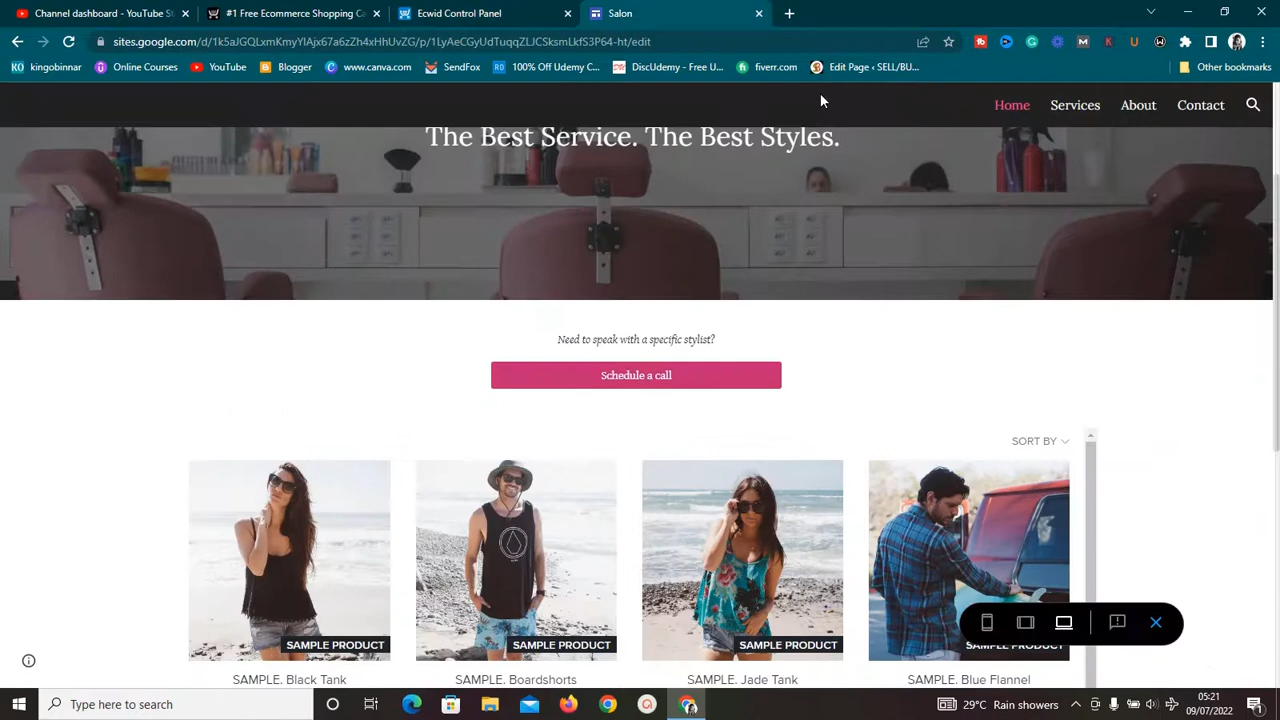 Channel dashboard - YouTube St
#1 Free Ecommerce Shopping Ca
Ecwid Control Panel
Salon
sites.google.com/d/1k5aJGQLxmKmyYIAjx67a6zZh4xHhUvZG/p/1LyAeCGyUdTuqqZLJCSksmLkfS3P64-ht/edit
kingobinnar
Online Courses
YouTube
Blogger
www.canva.com
SendFox
100% Off Udemy C...
DiscUdemy - Free U...
fiverr.com
Edit Page ‹ SELL/BU...
Other bookmarks
Home
Services
About
Contact
The Best Service. The Best Styles.
Need to speak with a specific stylist?
Schedule a call
SORT BY
SAMPLE PRODUCT
SAMPLE PRODUCT
SAMPLE PRODUCT
SAMPLE PRODUCT
SAMPLE. Black Tank
SAMPLE. Boardshorts
SAMPLE. Jade Tank
SAMPLE. Blue Flannel
Type here to search
29°C Rain showers
05:21
09/07/2022